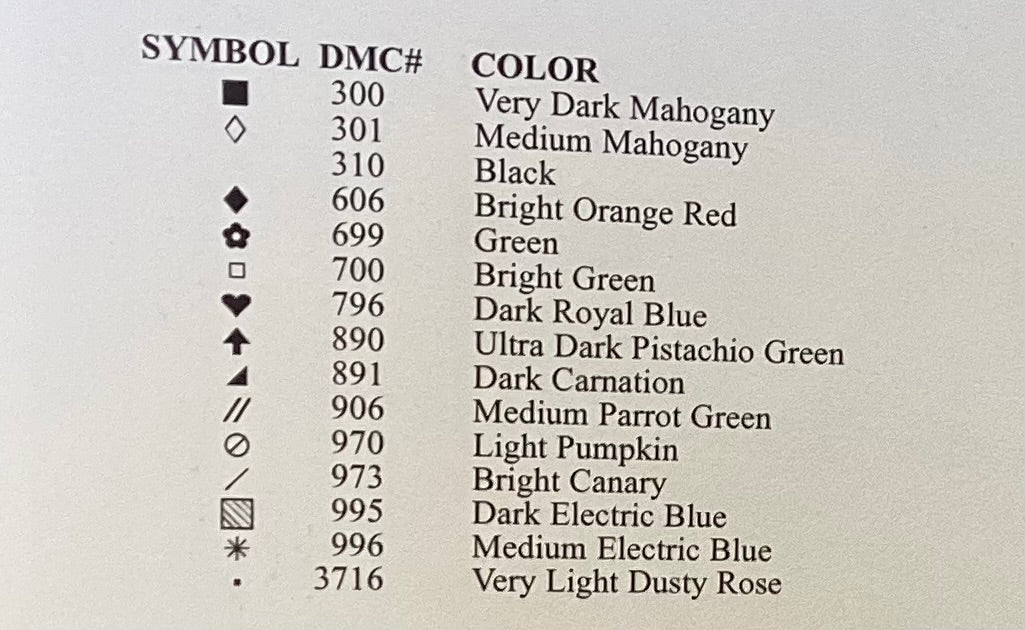 SYMBOL DMC# COLOR
■ 300 Very Dark Mahogany
◇ 301 Medium Mahogany
310 Black
◆ 606 Bright Orange Red
✿ 699 Green
□ 700 Bright Green
♥ 796 Dark Royal Blue
⬆ 890 Ultra Dark Pistachio Green
◢ 891 Dark Carnation
// 906 Medium Parrot Green
⊘ 970 Light Pumpkin
/ 973 Bright Canary
▧ 995 Dark Electric Blue
✳ 996 Medium Electric Blue
· 3716 Very Light Dusty Rose